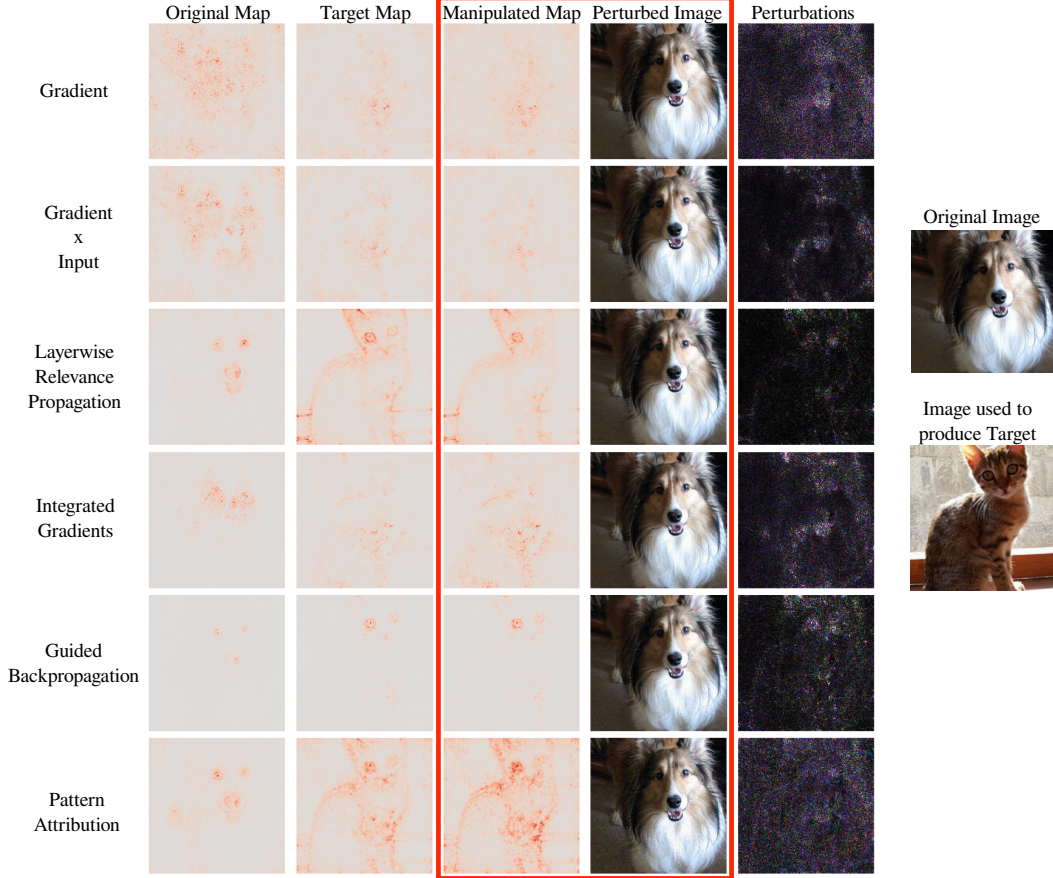 Original Map Target Map Manipulated Map Perturbed Image Perturbations
Gradient
Gradient
x
Input
Original Image
Layerwise
Relevance
Propagation
Image used to
produce Target
Integrated
Gradients
Guided
Backpropagation
Pattern
Attribution